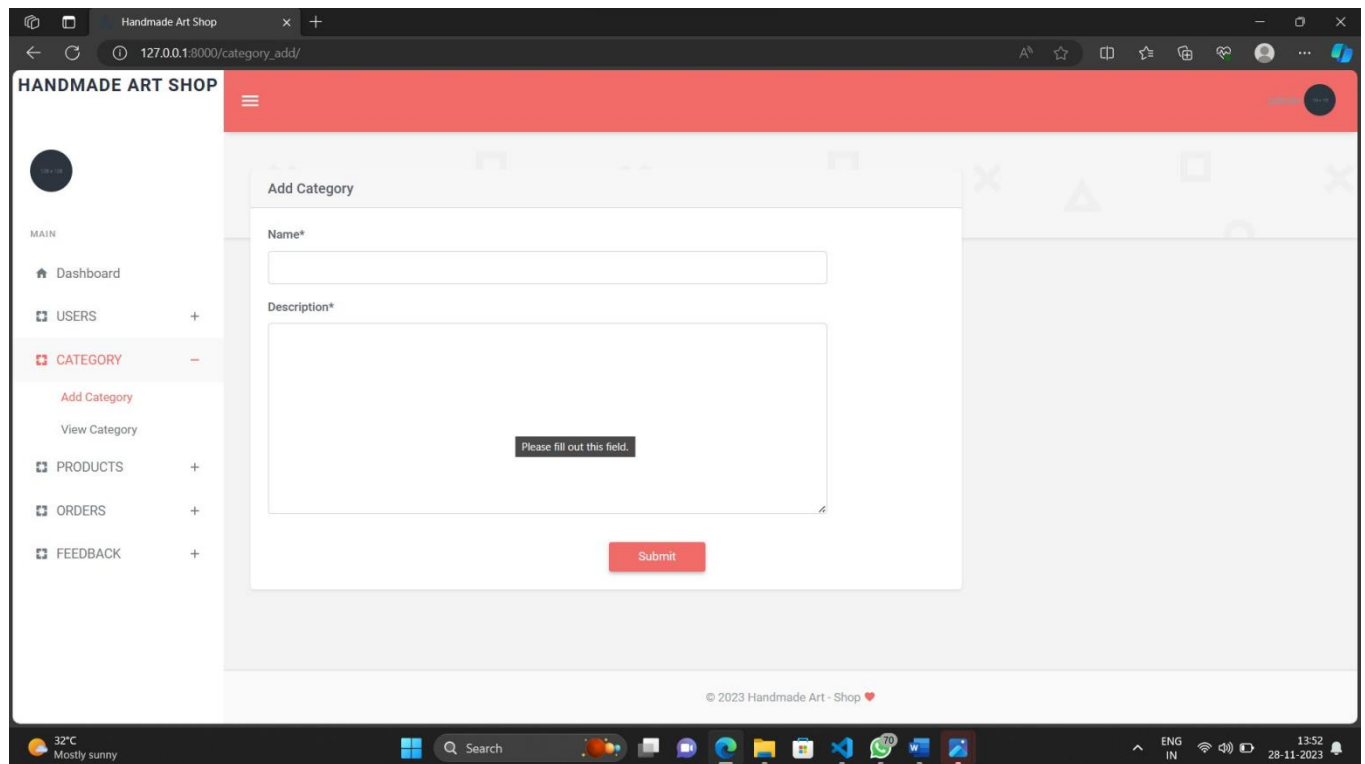 Handmade Art Shop
127.0.0.1:8000/category_add/
HANDMADE ART SHOP
MAIN
Dashboard
USERS
CATEGORY
Add Category
View Category
PRODUCTS
ORDERS
FEEDBACK
Add Category
Name*
Description*
Please fill out this field.
Submit
© 2023 Handmade Art - Shop
32°C
Mostly sunny
Search
70
ENG
IN
13:52
28-11-2023